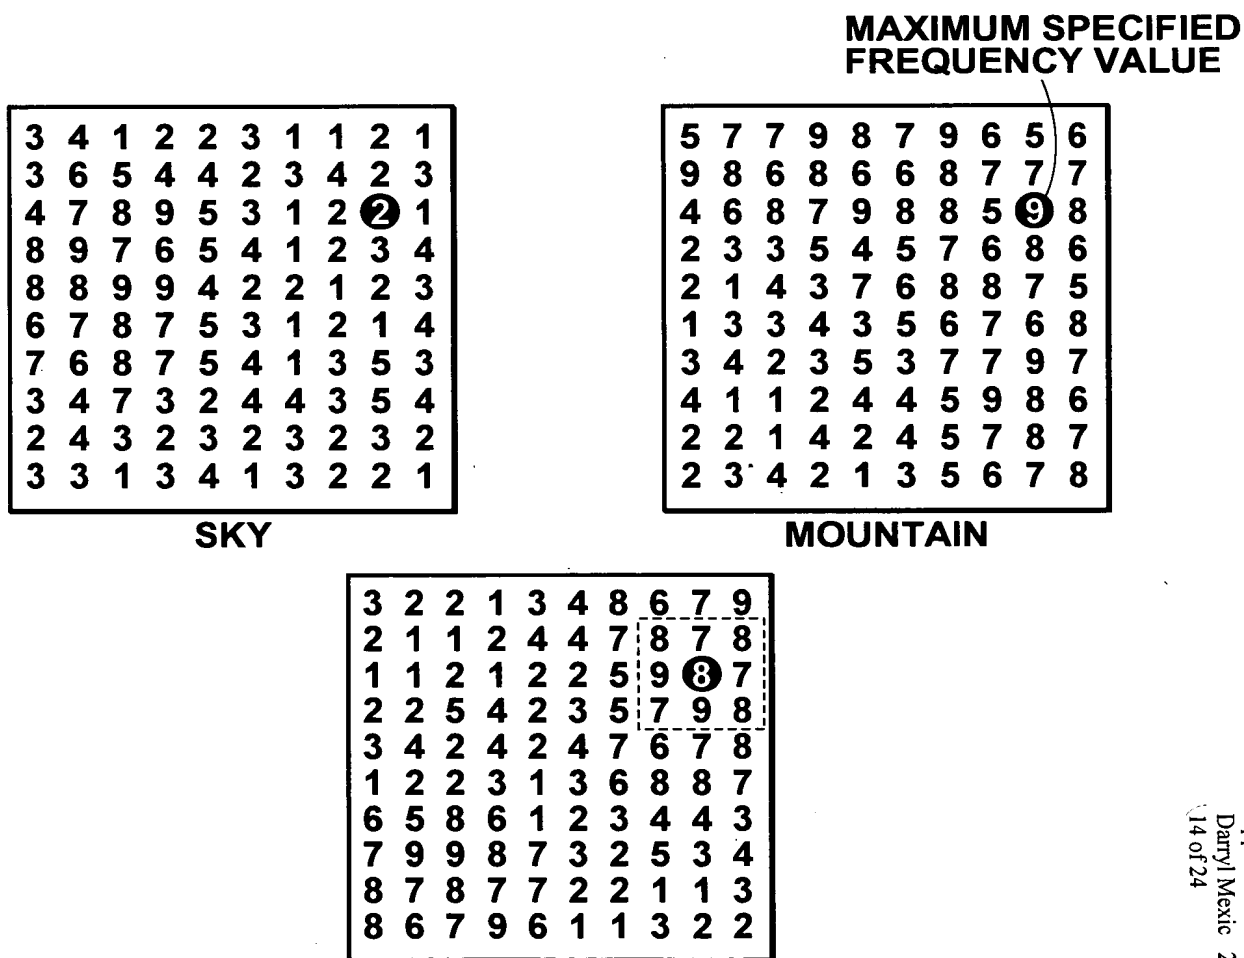 MAXIMUM SPECIFIED
FREQUENCY VALUE
3 4 1 2 2 3 1 1 2 1
3 6 5 4 4 2 3 4 2 3
4 7 8 9 5 3 1 2 2 1
8 9 7 6 5 4 1 2 3 4
8 8 9 9 4 2 2 1 2 3
6 7 8 7 5 3 1 2 1 4
7 6 8 7 5 4 1 3 5 3
3 4 7 3 2 4 4 3 5 4
2 4 3 2 3 2 3 2 3 2
3 3 1 3 4 1 3 2 2 1
SKY
5 7 7 9 8 7 9 6 5 6
9 8 6 8 6 6 8 7 7 7
4 6 8 7 9 8 8 5 9 8
2 3 3 5 4 5 7 6 8 6
2 1 4 3 7 6 8 8 7 5
1 3 3 4 3 5 6 7 6 8
3 4 2 3 5 3 7 7 9 7
4 1 1 2 4 4 5 9 8 6
2 2 1 4 2 4 5 7 8 7
2 3 4 2 1 3 5 6 7 8
MOUNTAIN
3 2 2 1 3 4 8 6 7 9
2 1 1 2 4 4 7 8 7 8
1 1 2 1 2 2 5 9 8 7
2 2 5 4 2 3 5 7 9 8
3 4 2 4 2 4 7 6 7 8
1 2 2 3 1 3 6 8 8 7
6 5 8 6 1 2 3 4 4 3
7 9 9 8 7 3 2 5 3 4
8 7 8 7 7 2 2 1 1 3
8 6 7 9 6 1 1 3 2 2
Darryl Mexic
14 of 24